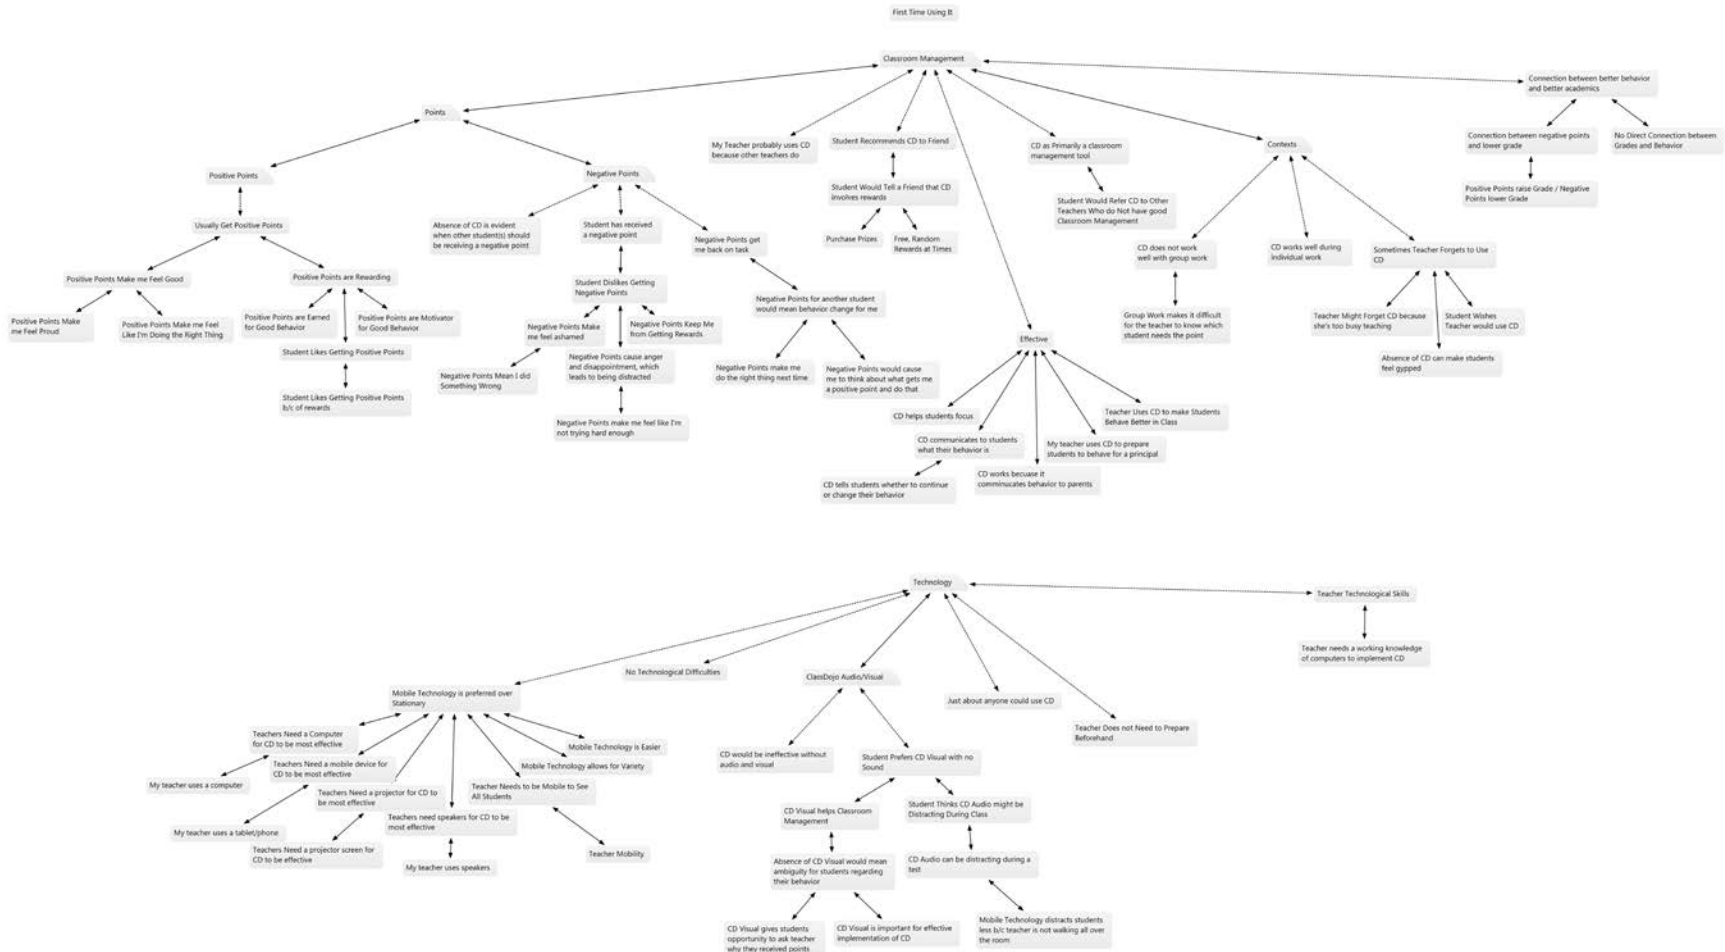 First Time Using It
Classroom Management
Connection between better behavior
and better academics
Points
My Teacher probably uses CD
because other teachers do
Student Recommends CD to Friend
CD as Primarily a classroom
management tool
Contexts
Connection between negative points
and lower grade
No Direct Connection between
Grades and Behavior
Positive Points
Negative Points
Student Would Tell a Friend that CD
involves rewards
Student Would Refer CD to Other
Teachers Who do Not have good
Classroom Management
Positive Points raise Grade / Negative
Points lower Grade
Usually Get Positive Points
Absence of CD is evident
when other student(s) should
be receiving a negative point
Student has received
a negative point
Negative Points get
me back on task
Purchase Prizes
Free, Random
Rewards at Times
CD does not work
well with group work
CD works well during
individual work
Sometimes Teacher Forgets to Use
CD
Positive Points Make me Feel Good
Positive Points are Rewarding
Student Dislikes Getting
Negative Points
Negative Points for another student
would mean behavior change for me
Group Work makes it difficult
for the teacher to know which
student needs the point
Teacher Might Forget CD because
she's too busy teaching
Student Wishes
Teacher would use CD
Absence of CD can make students
feel gypped
Positive Points Make
me Feel Proud
Positive Points Make me Feel
Like I'm Doing the Right Thing
Positive Points are Earned
for Good Behavior
Positive Points are Motivator
for Good Behavior
Student Likes Getting Positive Points
Student Likes Getting Positive Points
b/c of rewards
Negative Points Make
me feel ashamed
Negative Points Keep Me
from Getting Rewards
Negative Points Mean I did
Something Wrong
Negative Points cause anger
and disappointment, which
leads to being distracted
Negative Points make me feel like I'm
not trying hard enough
Negative Points make me
do the right thing next time
Negative Points would cause
me to think about what gets me
a positive point and do that
Effective
CD helps students focus
Teacher Uses CD to make Students
Behave Better in Class
CD communicates to students
what their behavior is
My teacher uses CD to prepare
students to behave for a principal
CD tells students whether to continue
or change their behavior
CD works becuase it
comminucates behavior to parents
Technology
Teacher Technological Skills
Teacher needs a working knowledge
of computers to implement CD
No Technological Difficulties
ClassDojo Audio/Visual
Just about anyone could use CD
Teacher Does not Need to Prepare
Beforehand
Mobile Technology is preferred over
Stationary
Teachers Need a Computer
for CD to be most effective
Mobile Technology is Easier
Teachers Need a mobile device for
CD to be most effective
Mobile Technology allows for Variety
My teacher uses a computer
Teachers Need a projector for CD to
be most effective
Teacher Needs to be Mobile to See
All Students
Teachers need speakers for CD to be
most effective
My teacher uses a tablet/phone
Teachers Need a projector screen for
CD to be effective
My teacher uses speakers
Teacher Mobility
CD would be ineffective without
audio and visual
Student Prefers CD Visual with no
Sound
CD Visual helps Classroom
Management
Student Thinks CD Audio might be
Distracting During Class
Absence of CD Visual would mean
ambiguity for students regarding
their behavior
CD Audio can be distracting during a
test
CD Visual gives students
opportunity to ask teacher
why they received points
CD Visual is important for effective
implementation of CD
Mobile Technology distracts students
less b/c teacher is not walking all over
the room